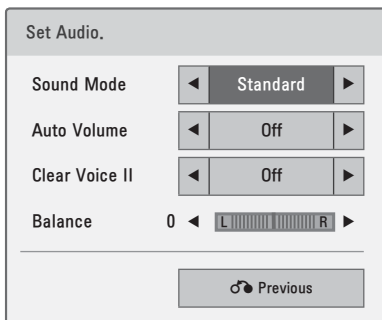 Set Audio.
Sound Mode ◀ Standard ▶
Auto Volume ◀ Off ▶
Clear Voice II ◀ Off ▶
Balance 0 ◀ L R ▶
Previous